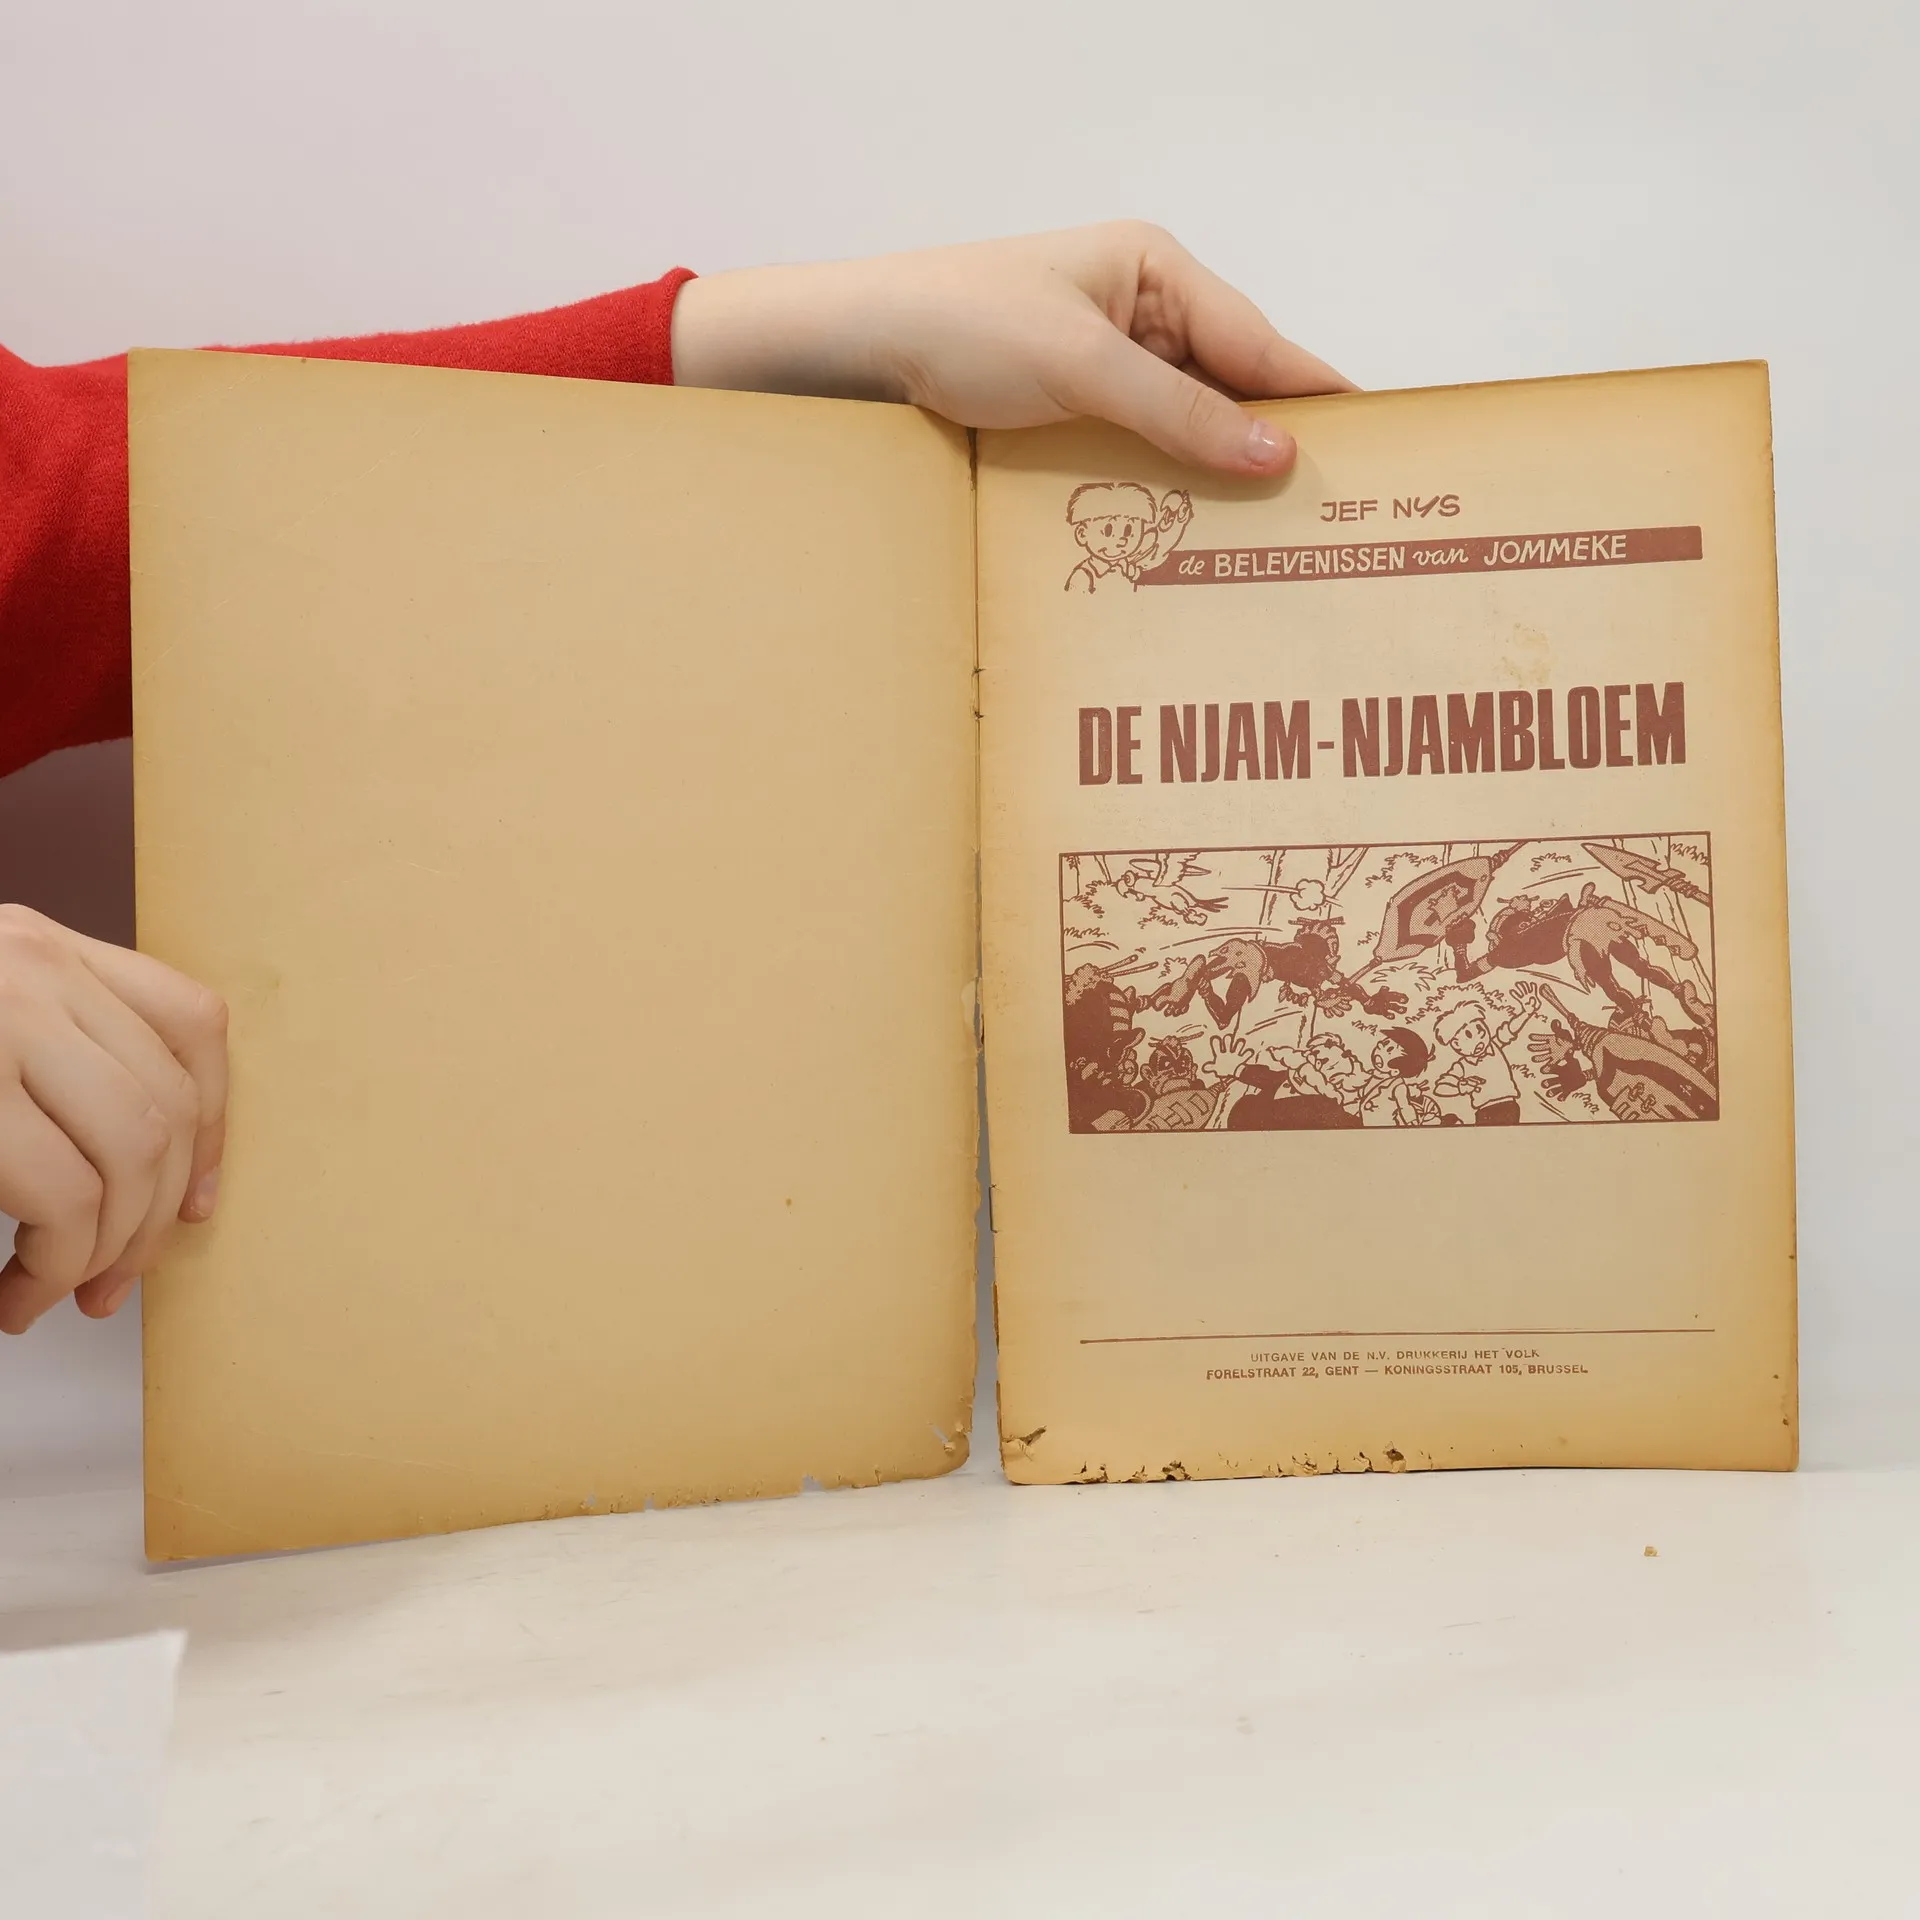 JEF NYS
de BELEVENISSEN van JOMMEKE
DE NJAM-NJAMBLOEM
UITGAVE VAN DE N.V. DRUKKERIJ HET VOLK
FORELSTRAAT 22, GENT — KONINGSSTRAAT 105, BRUSSEL